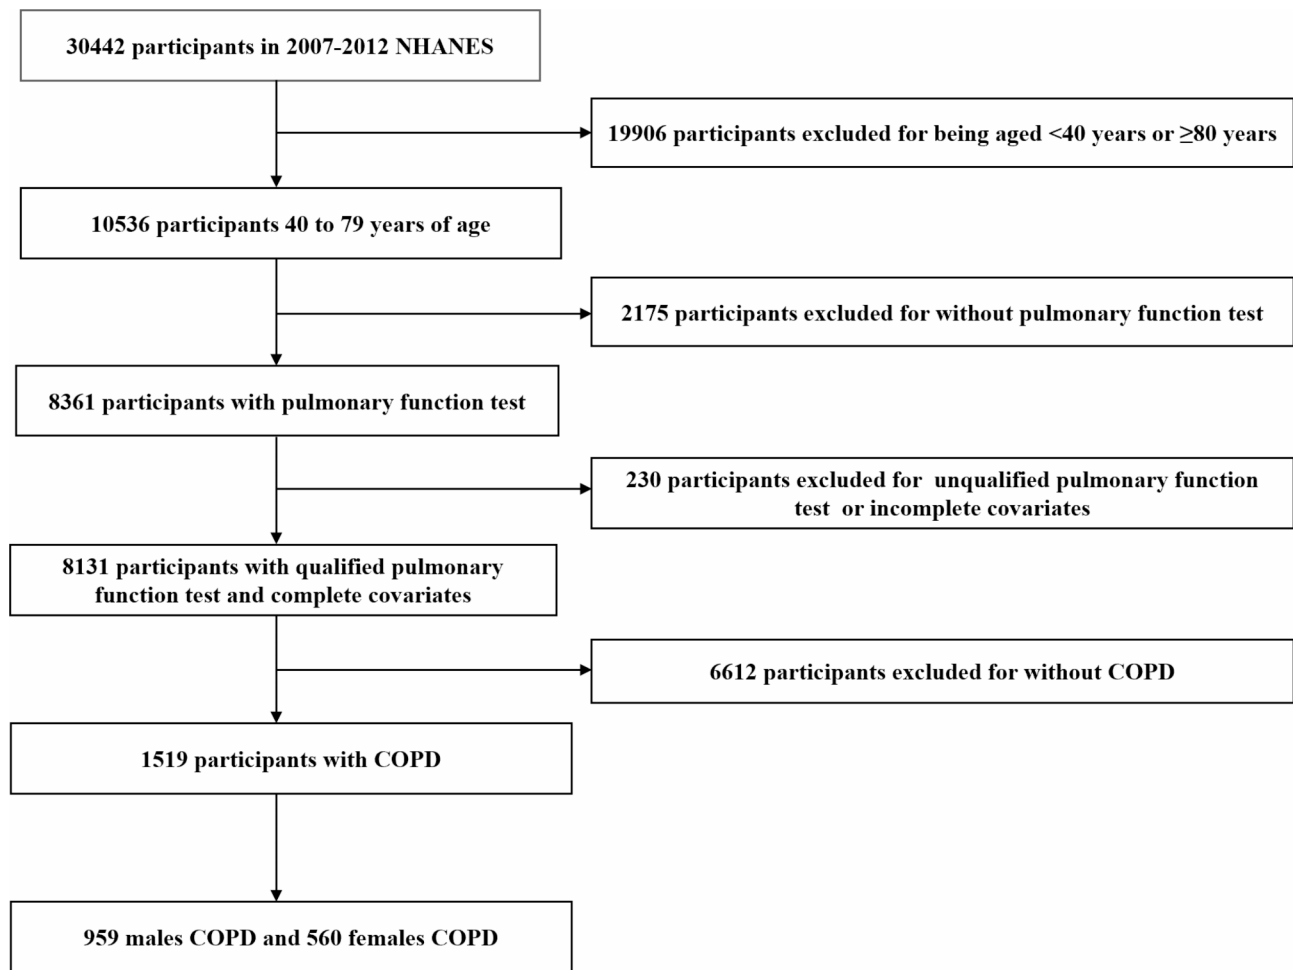 30442 participants in 2007-2012 NHANES
19906 participants excluded for being aged <40 years or ≥80 years
10536 participants 40 to 79 years of age
2175 participants excluded for without pulmonary function test
8361 participants with pulmonary function test
230 participants excluded for unqualified pulmonary function
test or incomplete covariates
8131 participants with qualified pulmonary
function test and complete covariates
6612 participants excluded for without COPD
1519 participants with COPD
959 males COPD and 560 females COPD